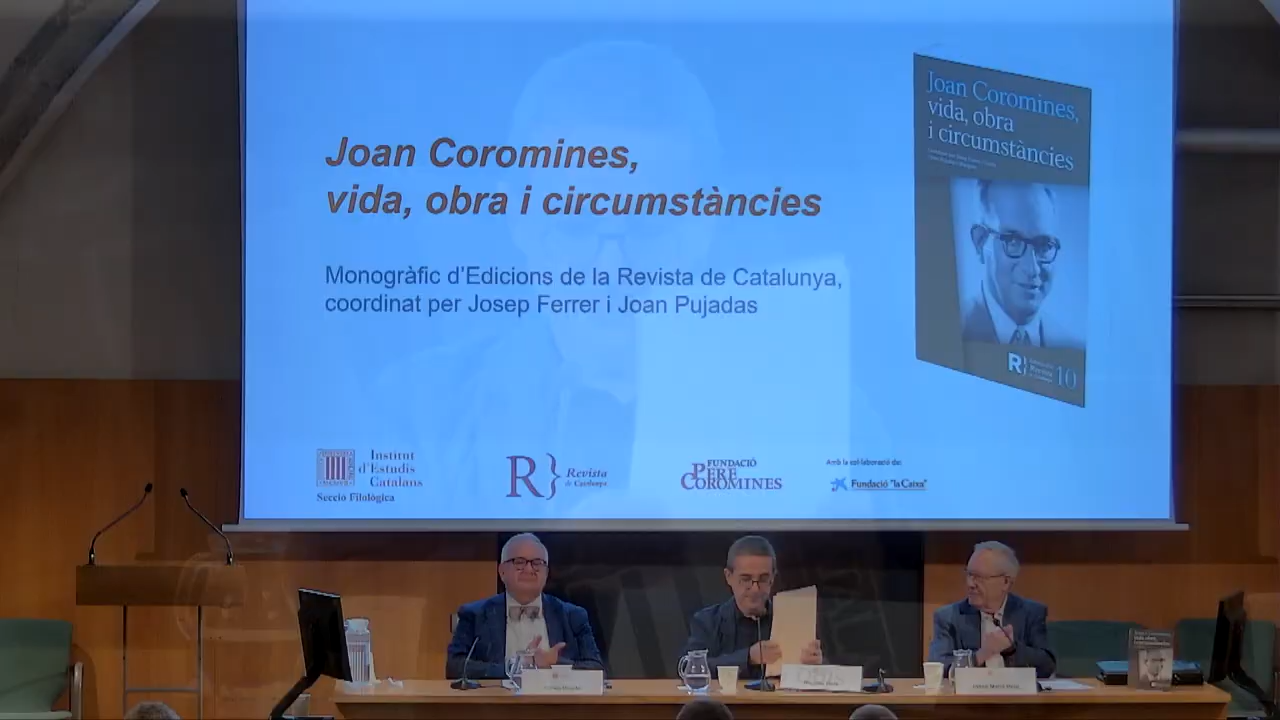 Joan Coromines,
vida, obra i circumstàncies
Monogràfic d'Edicions de la Revista de Catalunya,
coordinat per Josep Ferrer i Joan Pujadas
Joan Coromines,
vida, obra
i circumstàncies
R}
10
Institut
d'Estudis
Catalans
Secció Filològica
R}
Revista
de Catalunya
FUNDACIÓ
PERE
COROMINES
Amb la col·laboració de:
Fundació "la Caixa"